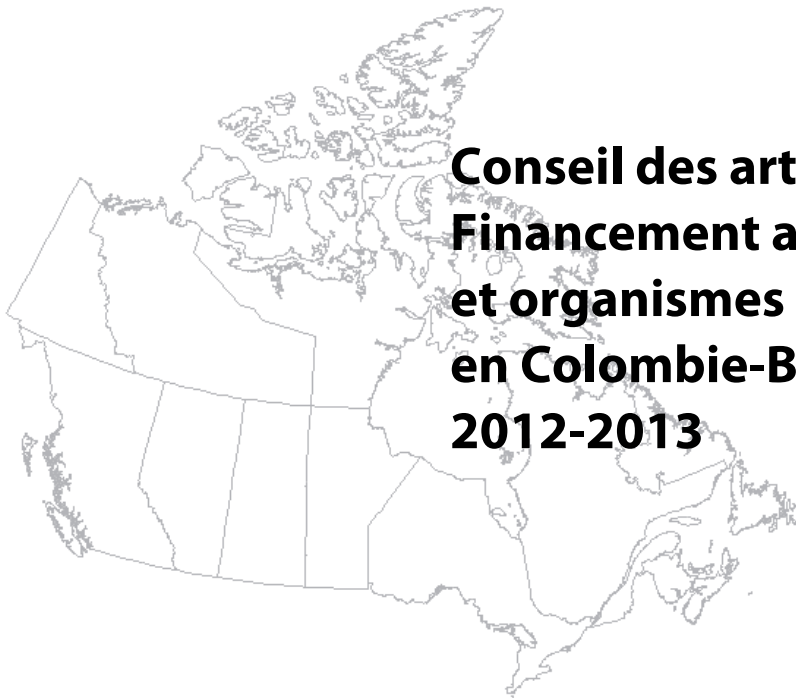 Conseil des art
Financement a
et organismes
en Colombie-B
2012-2013